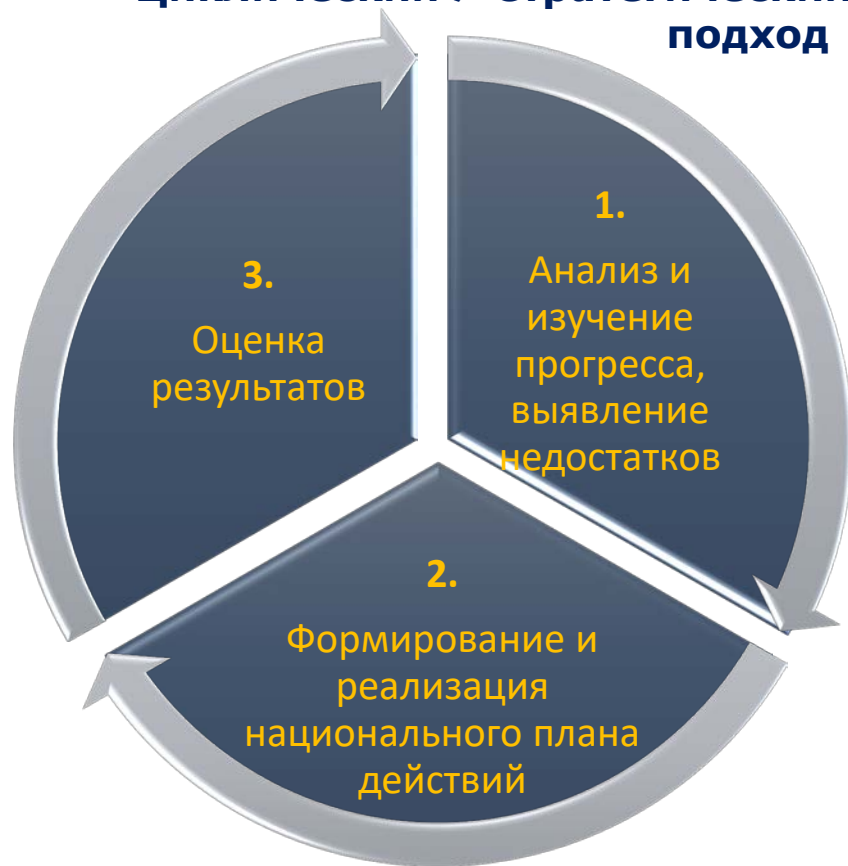 подход
1.
Анализ и
изучение
прогресса,
выявление
недостатков
2.
Формирование и
реализация
национального плана
действий
3.
Оценка
результатов